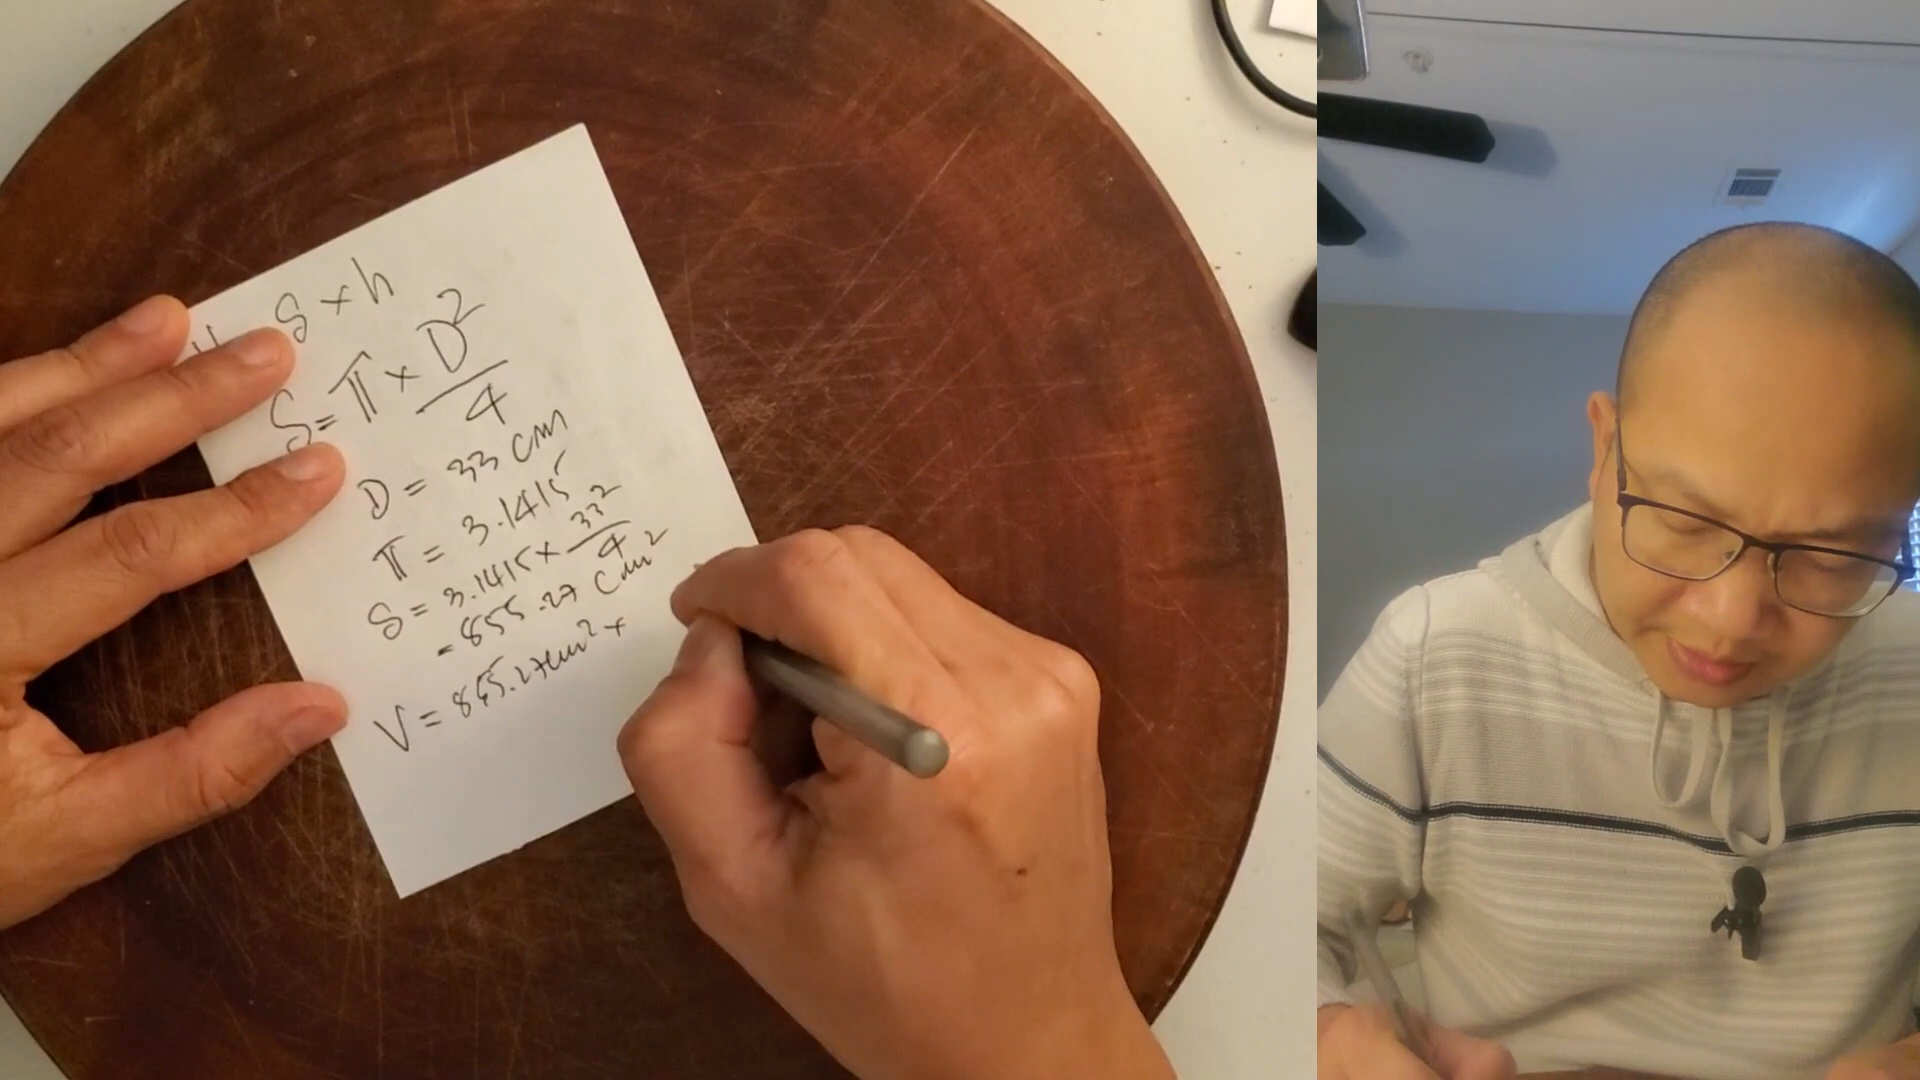 S × h
S = π × D²/4
D = 33 cm
π = 3.1415
S = 3.1415 × 33²/4
= 855.27 cm²
V = 855.27cm² ×